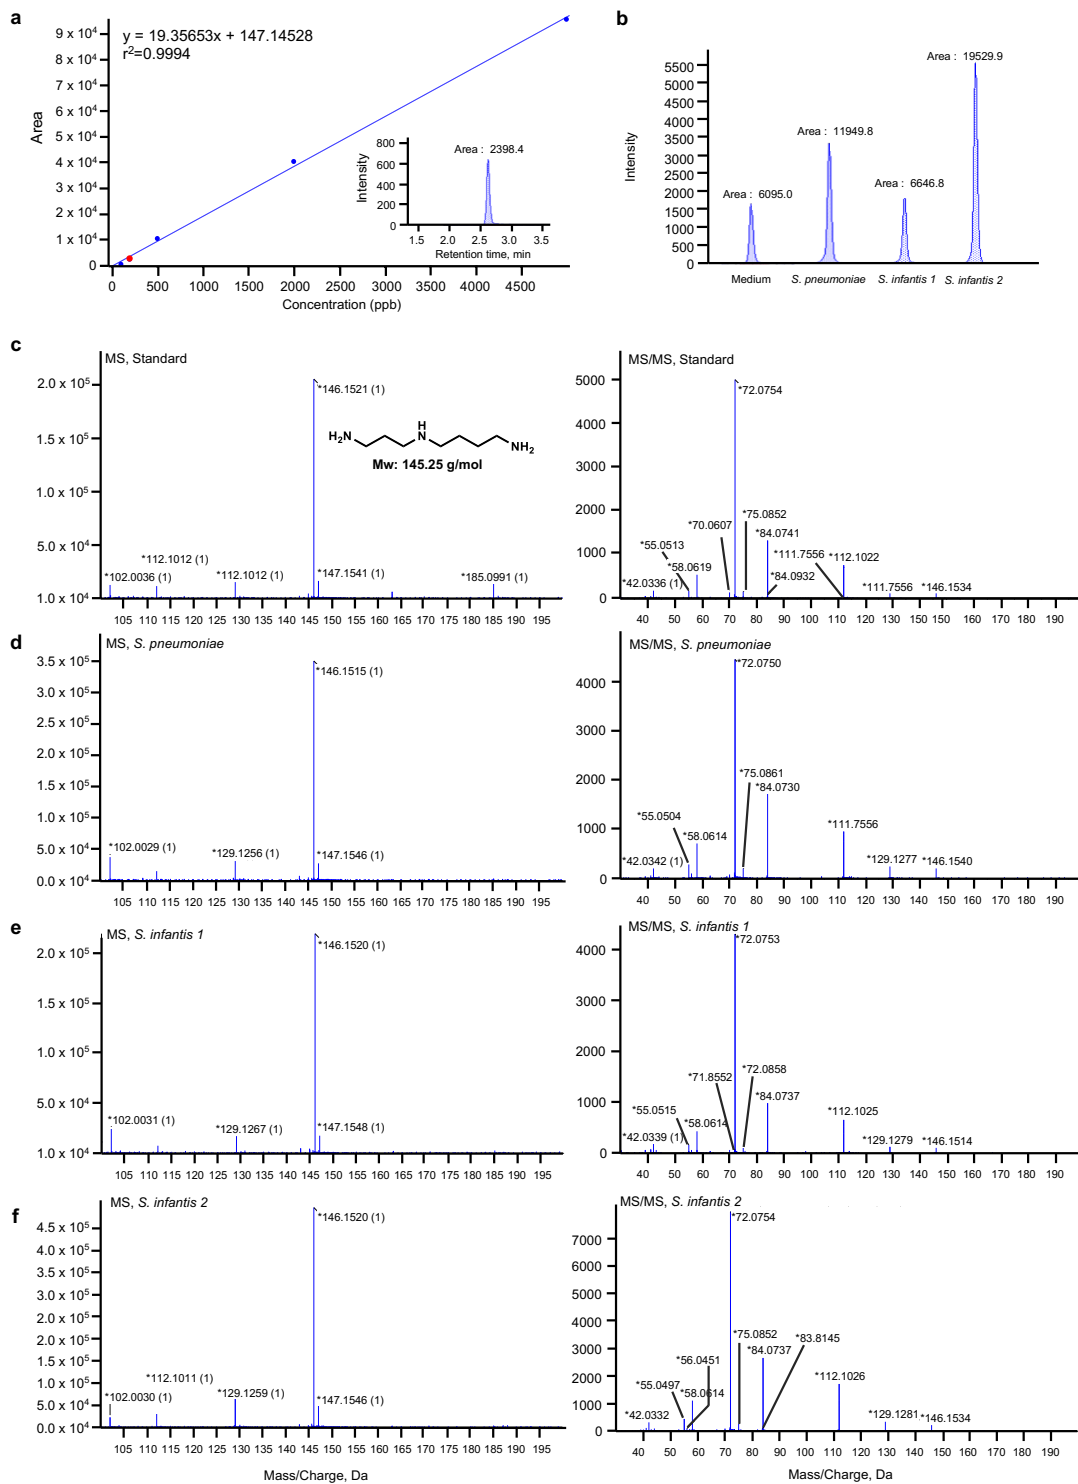 a
y = 19.35653x + 147.14528
r²=0.9994
9 x 10⁴
8 x 10⁴
7 x 10⁴
6 x 10⁴
5 x 10⁴
4 x 10⁴
3 x 10⁴
2 x 10⁴
1 x 10⁴
0
Area
0 500 1000 1500 2000 2500 3000 3500 4000 4500
Concentration (ppb)
800
600
400
200
0
Intensity
Area : 2398.4
1.5 2.0 2.5 3.0 3.5
Retention time, min
b
5500
5000
4500
4000
3500
3000
2500
2000
1500
1000
500
0
Intensity
Area : 19529.9
Area : 11949.8
Area : 6646.8
Area : 6095.0
Medium S. pneumoniae S. infantis 1 S. infantis 2
c
MS, Standard
2.0 x 10⁵
1.5 x 10⁵
1.0 x 10⁵
5.0 x 10⁴
1.0 x 10⁴
*146.1521 (1)
H₂N
H
N
NH₂
Mw: 145.25 g/mol
*112.1012 (1)
*102.0036 (1)
*112.1012 (1)
*147.1541 (1)
*185.0991 (1)
105 115 125 135 145 155 165 175 185 195
110 120 130 140 150 160 170 180 190
MS/MS, Standard
5000
4000
3000
2000
1000
0
*72.0754
*70.0607
*75.0852
*84.0741
*55.0513
*111.7556
*112.1022
*58.0619
*84.0932
*42.0336 (1)
*111.7556
*146.1534
40 50 60 70 80 90 100 110 120 130 140 150 160 170 180 190
d
MS, S. pneumoniae
3.5 x 10⁵
3.0 x 10⁵
2.5 x 10⁵
2.0 x 10⁵
1.5 x 10⁵
1.0 x 10⁵
5.0 x 10⁴
0.0 x 10⁴
*146.1515 (1)
*102.0029 (1)
*129.1256 (1)
*147.1546 (1)
105 115 125 135 145 155 165 175 185 195
110 120 130 140 150 160 170 180 190
MS/MS, S. pneumoniae
4000
2000
1000
0
*72.0750
*75.0861
*84.0730
*55.0504
*58.0614
*111.7556
*42.0342 (1)
*129.1277
*146.1540
40 50 60 70 80 90 100 110 120 130 140 150 160 170 180 190
e
MS, S. infantis 1
2.0 x 10⁵
1.5 x 10⁵
1.0 x 10⁵
5.0 x 10⁴
1.0 x 10⁴
*146.1520 (1)
*102.0031 (1)
*129.1267 (1)
*147.1548 (1)
105 115 125 135 145 155 165 175 185 195
110 120 130 140 150 160 170 180 190
MS/MS, S. infantis 1
4000
3000
2000
1000
0
*72.0753
*71.8552
*72.0858
*84.0737
*55.0515
*58.0614
*112.1025
*42.0339 (1)
*129.1279
*146.1514
40 50 60 70 80 90 100 110 120 130 140 150 160 170 180 190
f
MS, S. infantis 2
4.5 x 10⁵
4.0 x 10⁵
3.5 x 10⁵
3.0 x 10⁵
2.5 x 10⁵
2.0 x 10⁵
1.5 x 10⁵
1.0 x 10⁵
5.0 x 10⁴
0.0 x 10⁴
*146.1520 (1)
*112.1011 (1)
*102.0030 (1)
*129.1259 (1)
*147.1546 (1)
105 115 125 135 145 155 165 175 185 195
110 120 130 140 150 160 170 180 190
Mass/Charge, Da
MS/MS, S. infantis 2
7000
6000
5000
4000
3000
2000
1000
0
*72.0754
*75.0852
*83.8145
*84.0737
*56.0451
*55.0497
*58.0614
*112.1026
*42.0332
*129.1281
*146.1534
40 50 60 70 80 90 100 110 120 130 140 150 160 170 180 190
Mass/Charge, Da